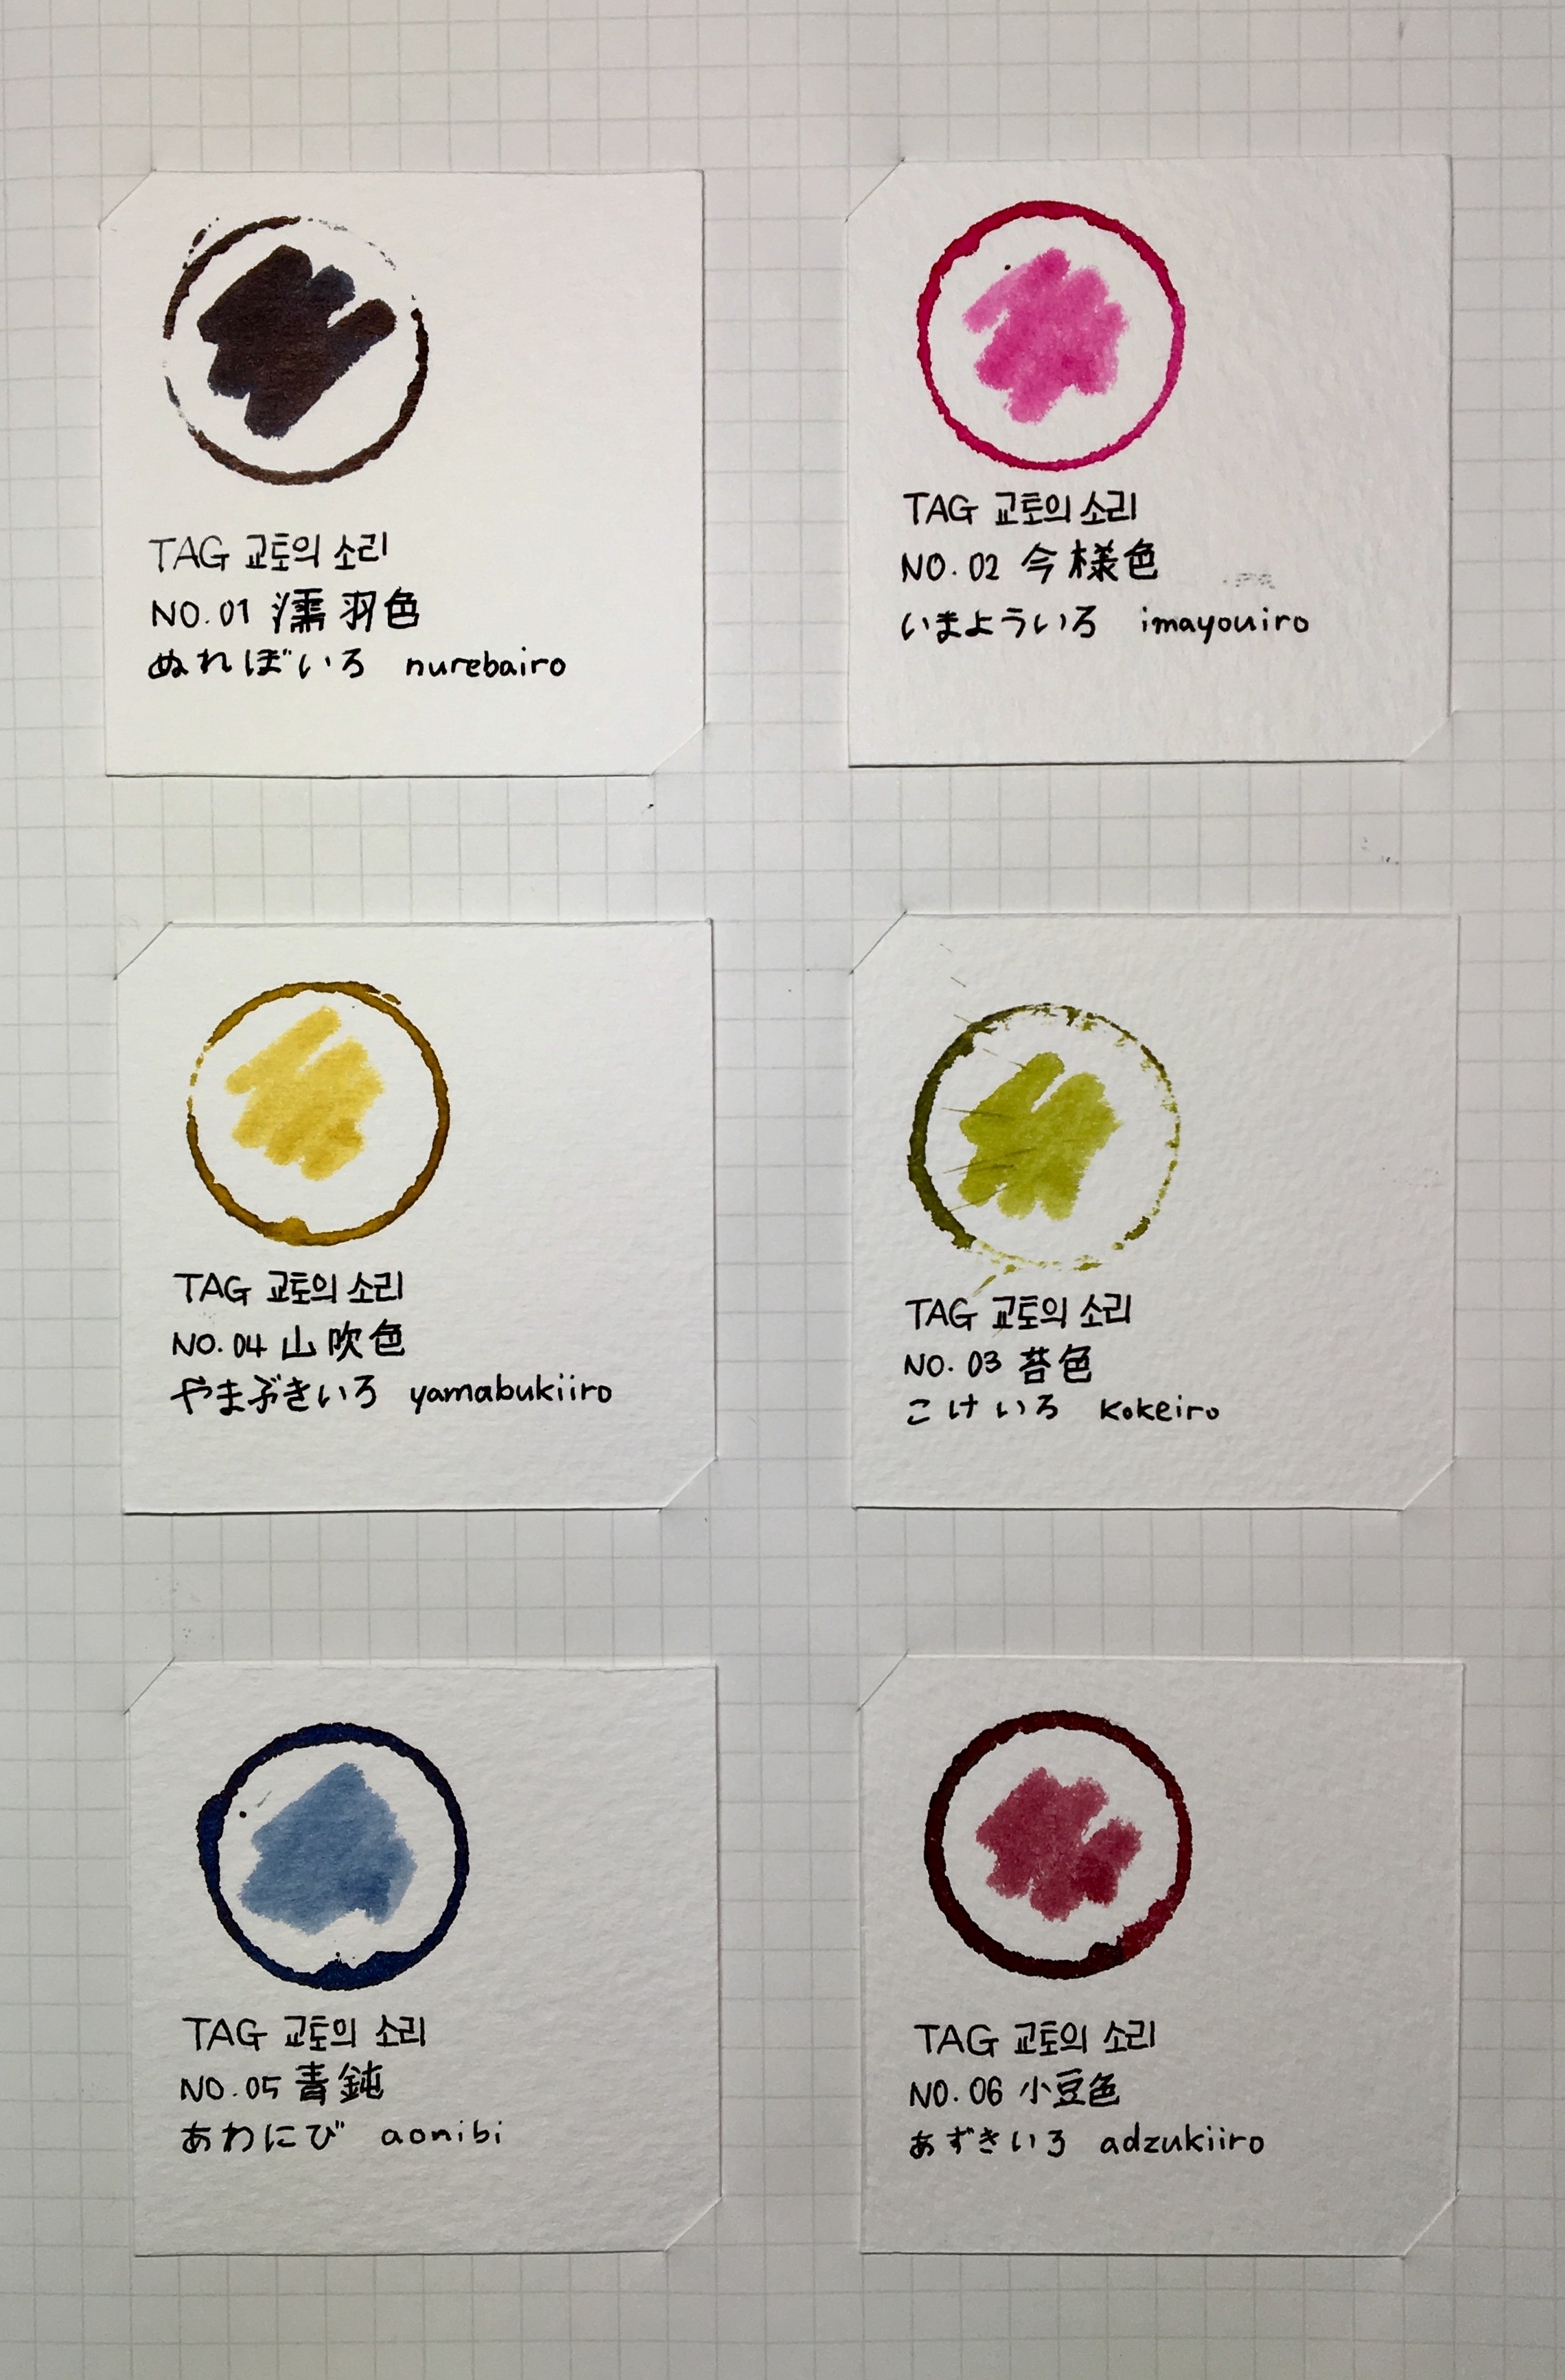 TAG 교토의 소리
NO.01 濡羽色
ぬればいろ nurebairo
TAG 교토의 소리
NO.02 今様色
いまよういろ imayouiro
TAG 교토의 소리
NO.04 山吹色
やまぶきいろ yamabukiiro
TAG 교토의 소리
NO.03 苔色
こけいろ kokeiro
TAG 교토의 소리
NO.05 青鈍
あわにび aonibi
TAG 교토의 소리
NO.06 小豆色
あずきいろ adzukiiro